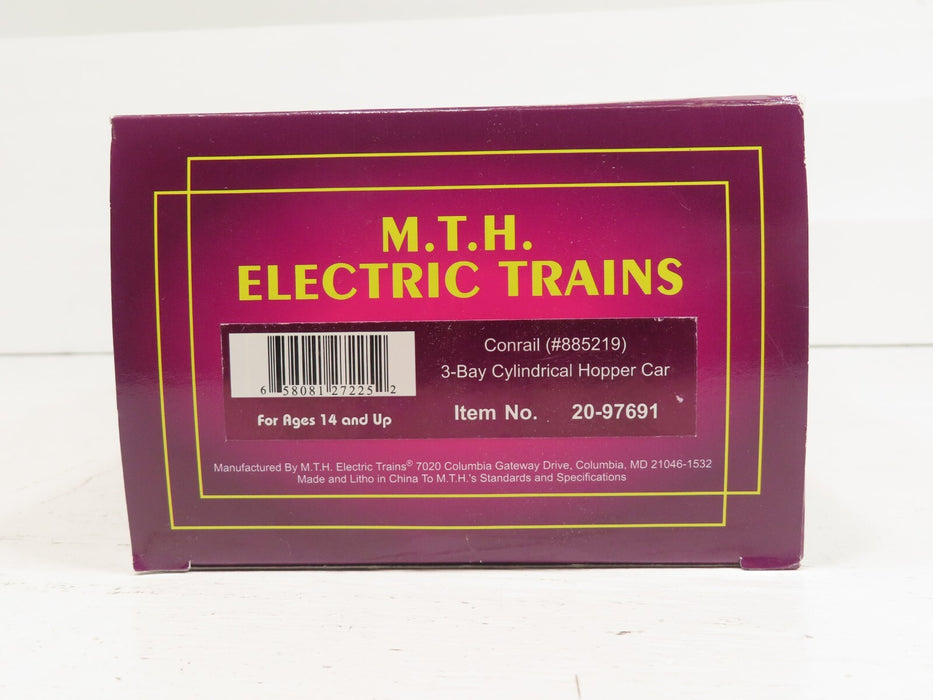 M.T.H.
ELECTRIC TRAINS
6 58081 27225 2
For Ages 14 and Up
Conrail (#885219)
3-Bay Cylindrical Hopper Car
Item No. 20-97691
Manufactured By M.T.H. Electric Trains® 7020 Columbia Gateway Drive, Columbia, MD 21046-1532
Made and Litho in China To M.T.H.'s Standards and Specifications